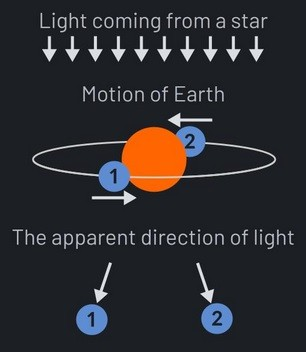 Light coming from a star
Motion of Earth
2
1
The apparent direction of light
1
2